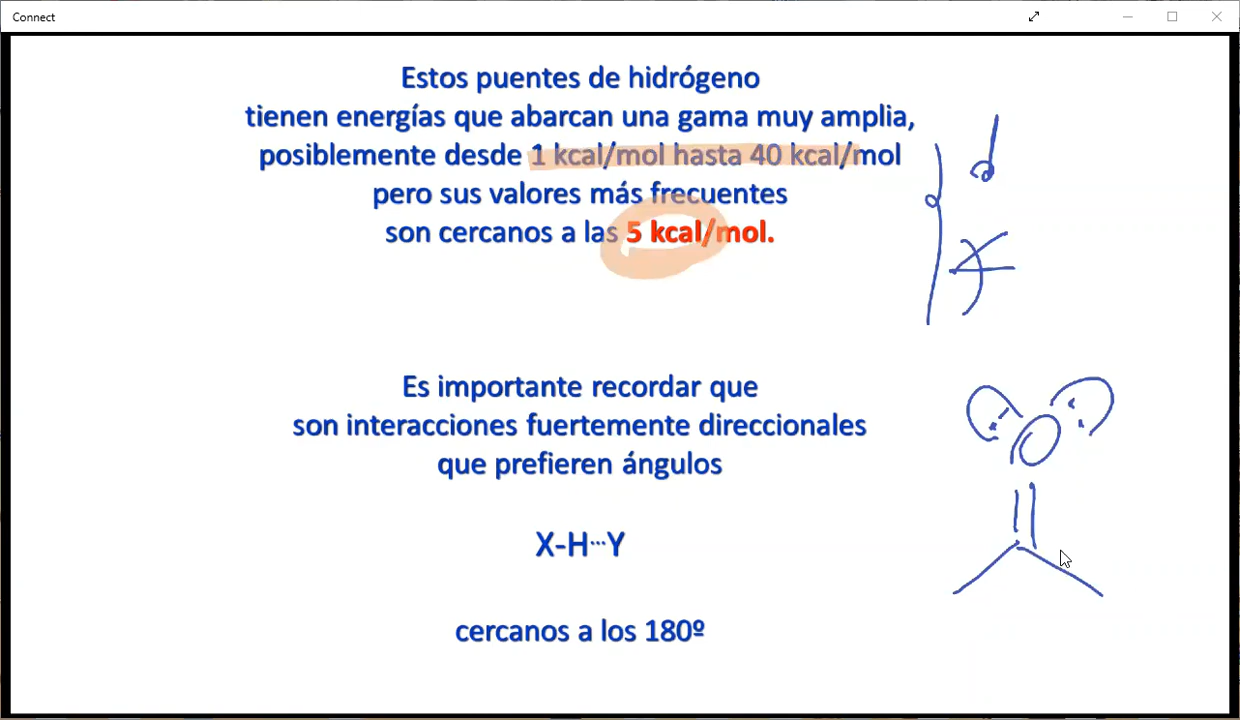 Connect
Estos puentes de hidrógeno
tienen energías que abarcan una gama muy amplia,
posiblemente desde 1 kcal/mol hasta 40 kcal/mol
pero sus valores más frecuentes
son cercanos a las 5 kcal/mol.
Es importante recordar que
son interacciones fuertemente direccionales
que prefieren ángulos
X-H···Y
cercanos a los 180º